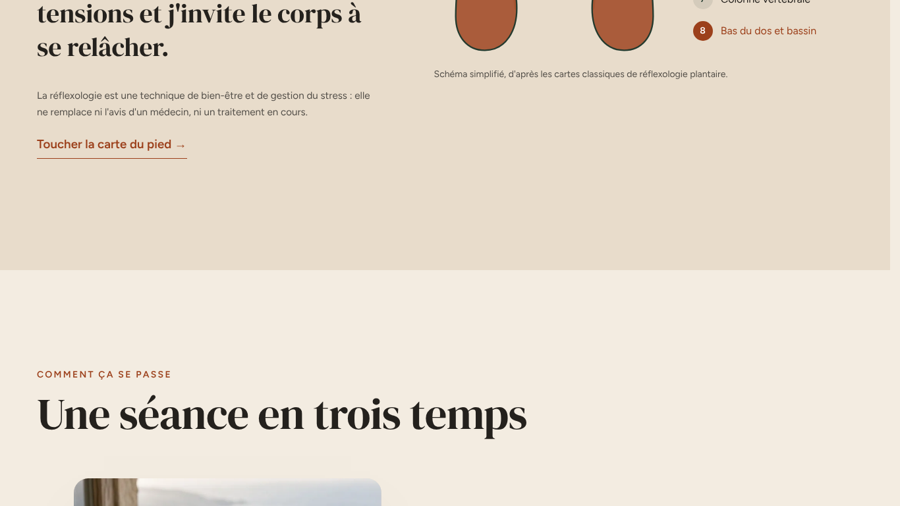 tensions et j'invite le corps à
se relâcher.
La réflexologie est une technique de bien-être et de gestion du stress : elle
ne remplace ni l'avis d'un médecin, ni un traitement en cours.
Toucher la carte du pied →
Colonne vertébrale
8 Bas du dos et bassin
Schéma simplifié, d'après les cartes classiques de réflexologie plantaire.
COMMENT ÇA SE PASSE
Une séance en trois temps